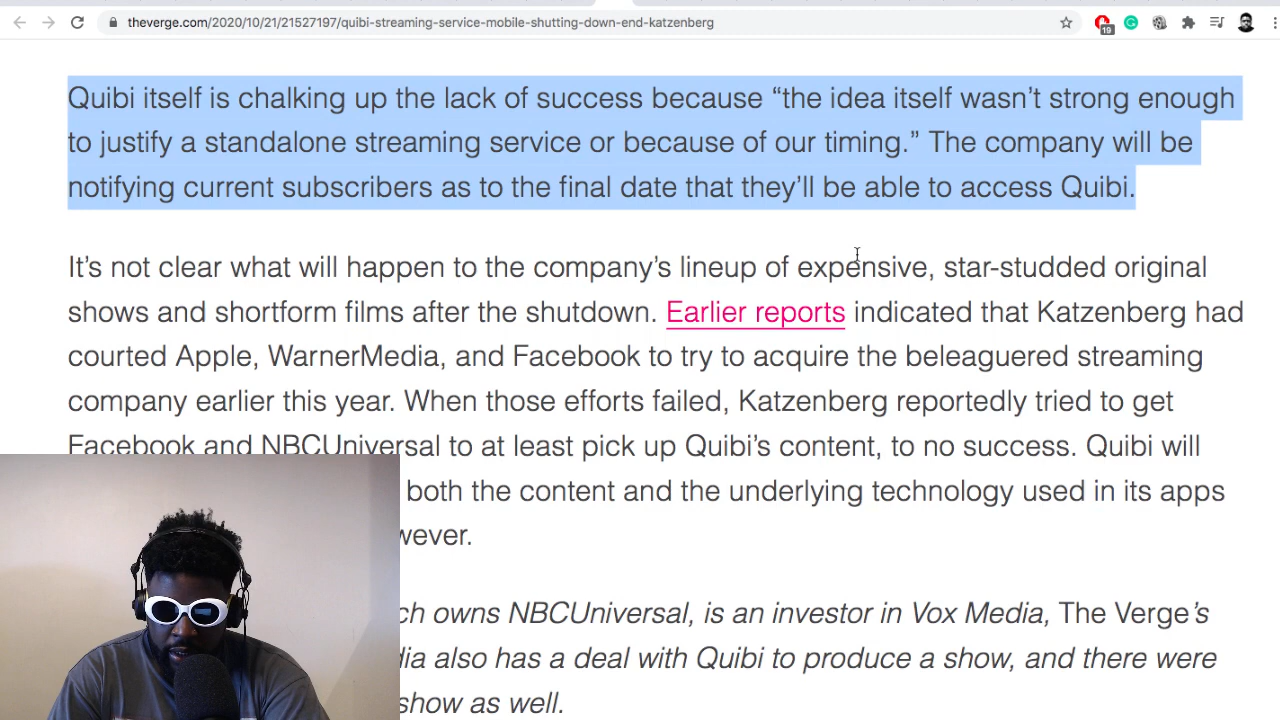 theverge.com/2020/10/21/21527197/quibi-streaming-service-mobile-shutting-down-end-katzenberg
19
Quibi itself is chalking up the lack of success because “the idea itself wasn’t strong enough
to justify a standalone streaming service or because of our timing.” The company will be
notifying current subscribers as to the final date that they’ll be able to access Quibi.
It’s not clear what will happen to the company’s lineup of expensive, star-studded original
shows and shortform films after the shutdown. Earlier reports indicated that Katzenberg had
courted Apple, WarnerMedia, and Facebook to try to acquire the beleaguered streaming
company earlier this year. When those efforts failed, Katzenberg reportedly tried to get
Facebook and NBCUniversal to at least pick up Quibi’s content, to no success. Quibi will
both the content and the underlying technology used in its apps
wever.
ch owns NBCUniversal, is an investor in Vox Media, The Verge’s
dia also has a deal with Quibi to produce a show, and there were
show as well.